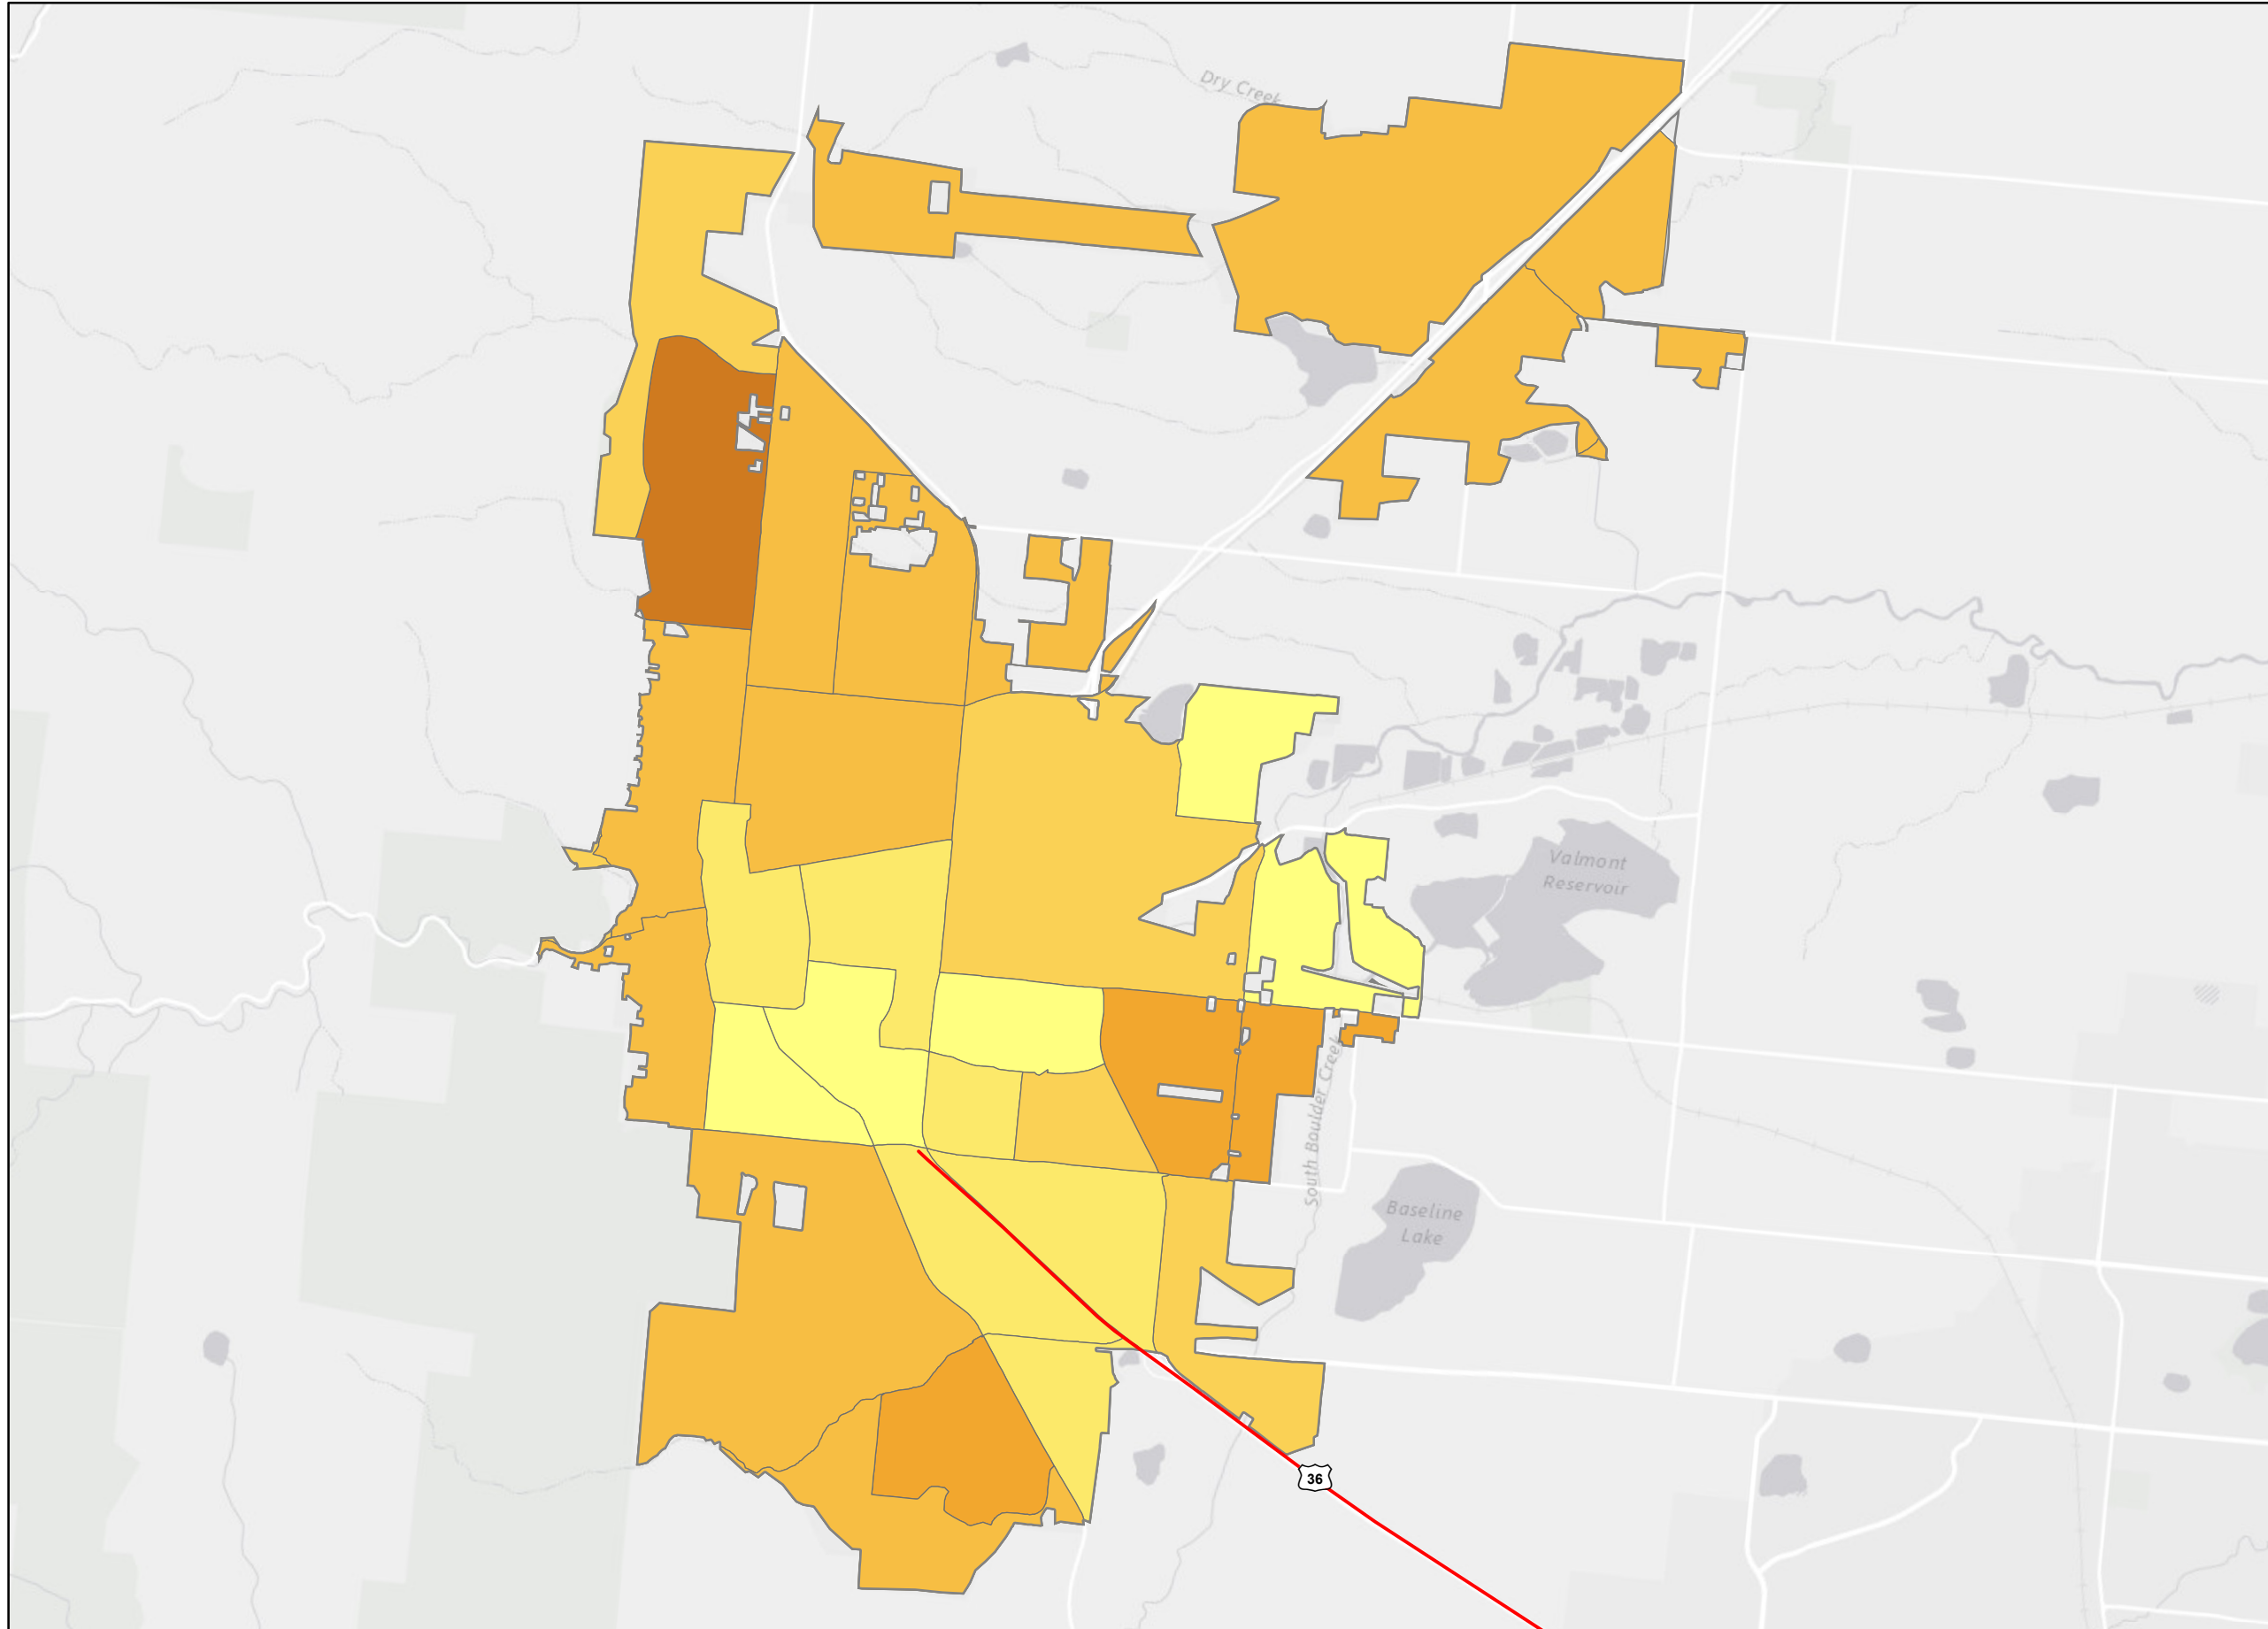 Dry Creek
Valmont
Reservoir
South Boulder Creek
Baseline
Lake
36